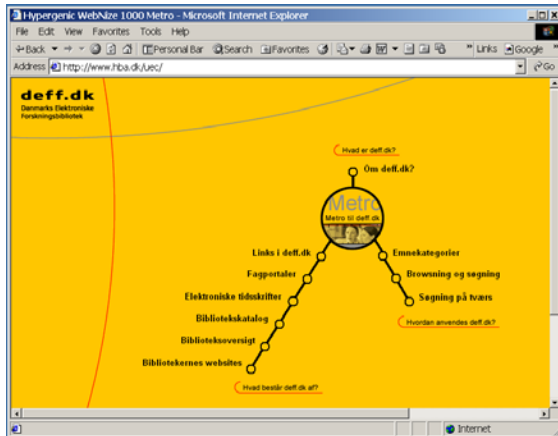 Hypergenic WebNize 1000 Metro - Microsoft Internet Explorer
File Edit View Favorites Tools Help
Back Personal Bar Search Favorites Links Google
Address http://www.hba.dk/uec/ Go
deff.dk
Danmarks Elektroniske
Forskningsbibliotek
Hvad er deff.dk?
Om deff.dk?
Metro
Metro til deff.dk
Links i deff.dk
Emnekategorier
Fagportaler
Browsning og søgning
Elektroniske tidsskrifter
Søgning på tværs
Bibliotekskatalog
Hvordan anvendes deff.dk?
Biblioteksoversigt
Bibliotekernes websites
Hvad består deff.dk af?
Internet